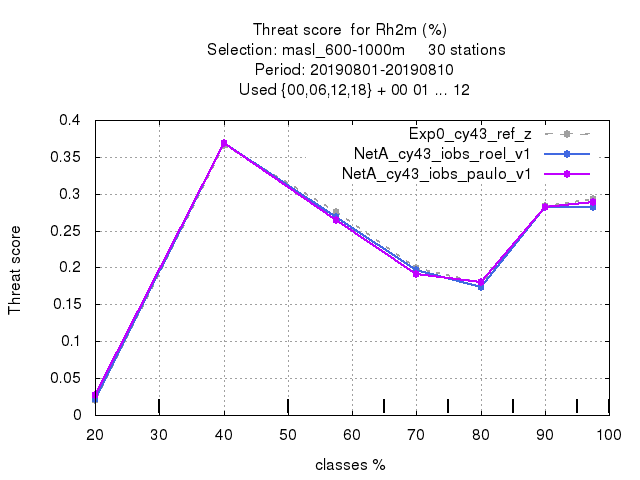 Threat score for Rh2m (%)
Selection: masl_600-1000m 30 stations
Period: 20190801-20190810
Used {00,06,12,18} + 00 01 ... 12
Exp0_cy43_ref_z
NetA_cy43_iobs_roel_v1
NetA_cy43_iobs_paulo_v1
Threat score
0.4
0.35
0.3
0.25
0.2
0.15
0.1
0.05
0
20 30 40 50 60 70 80 90 100
classes %